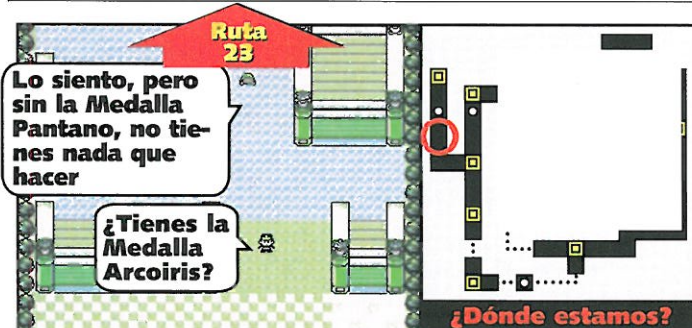 Ruta
23
Lo siento, pero
sin la Medalla
Pantano, no tie-
nes nada que
hacer
¿Tienes la
Medalla
Arcoiris?
¿Dónde estamos?